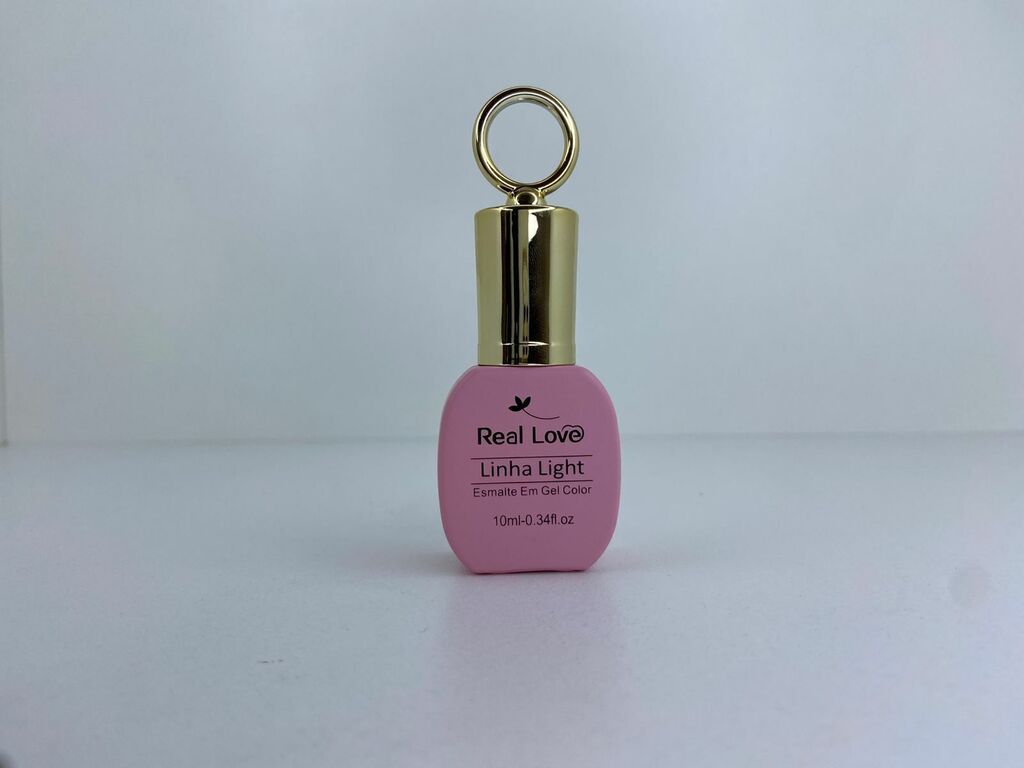 Real Love
Linha Light
Esmalte Em Gel Color
10ml-0.34fl.oz